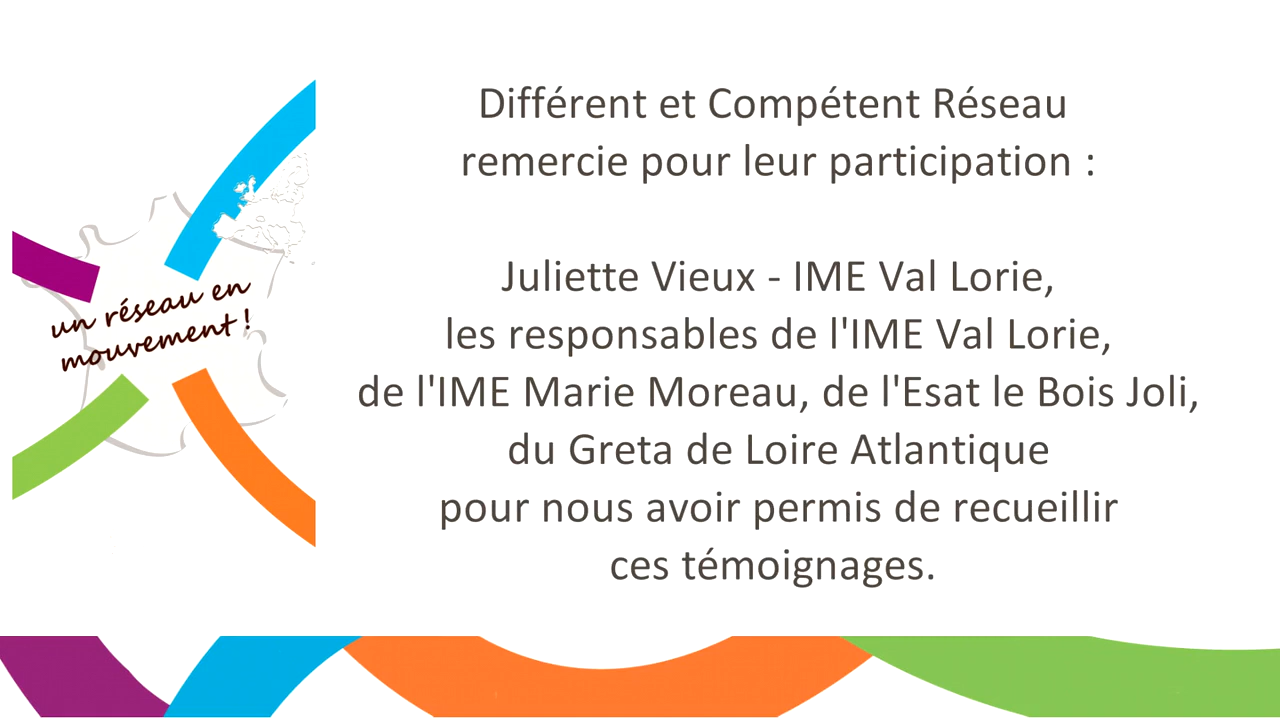 Différent et Compétent Réseau
remercie pour leur participation :
Juliette Vieux - IME Val Lorie,
les responsables de l'IME Val Lorie,
de l'IME Marie Moreau, de l'Esat le Bois Joli,
du Greta de Loire Atlantique
pour nous avoir permis de recueillir
ces témoignages.
un réseau en
mouvement !